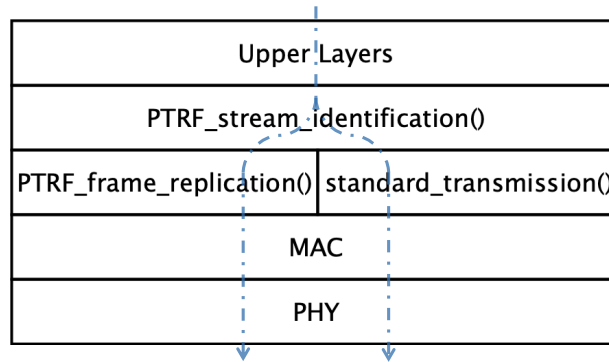 Upper Layers
PTRF_stream_identification()
PTRF_frame_replication() standard_transmission()
MAC
PHY